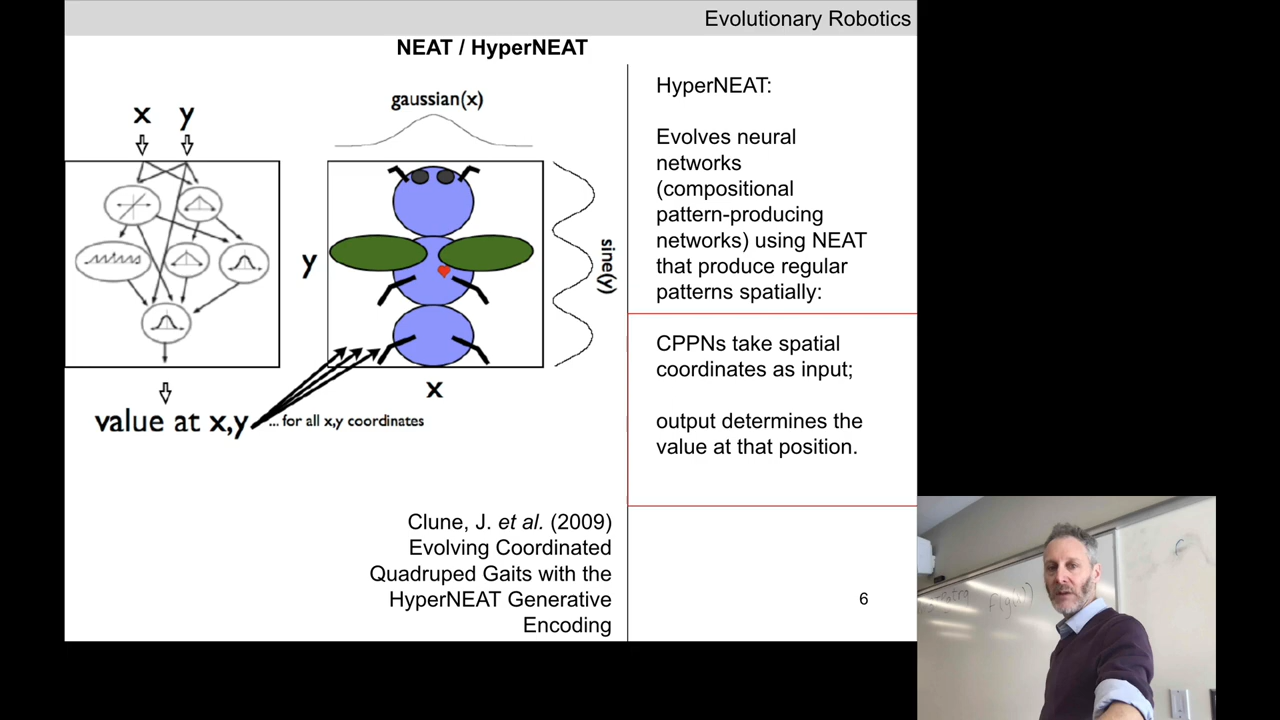 Evolutionary Robotics
NEAT / HyperNEAT
x y
gaussian(x)
y
sine(y)
x
value at x,y
... for all x,y coordinates
Clune, J. et al. (2009)
Evolving Coordinated
Quadruped Gaits with the
HyperNEAT Generative
Encoding
HyperNEAT:
Evolves neural
networks
(compositional
pattern-producing
networks) using NEAT
that produce regular
patterns spatially:
CPPNs take spatial
coordinates as input;
output determines the
value at that position.
6